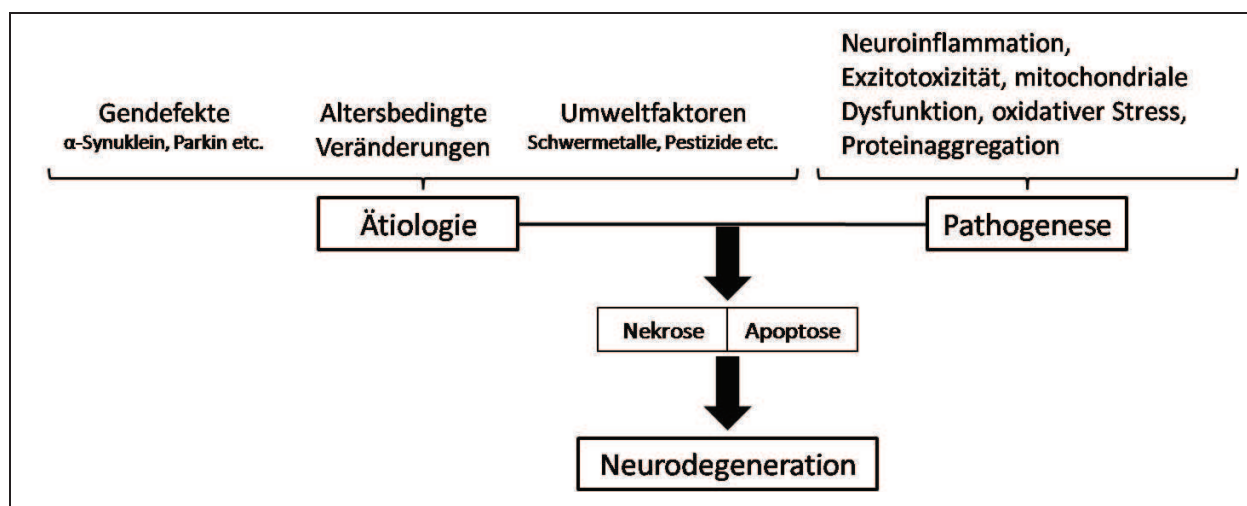 Gendefekte
α-Synuklein, Parkin etc.
Altersbedingte
Veränderungen
Umweltfaktoren
Schwermetalle, Pestizide etc.
Neuroinflammation,
Exzitotoxizität, mitochondriale
Dysfunktion, oxidativer Stress,
Proteinaggregation
Ätiologie
Pathogenese
Nekrose
Apoptose
Neurodegeneration